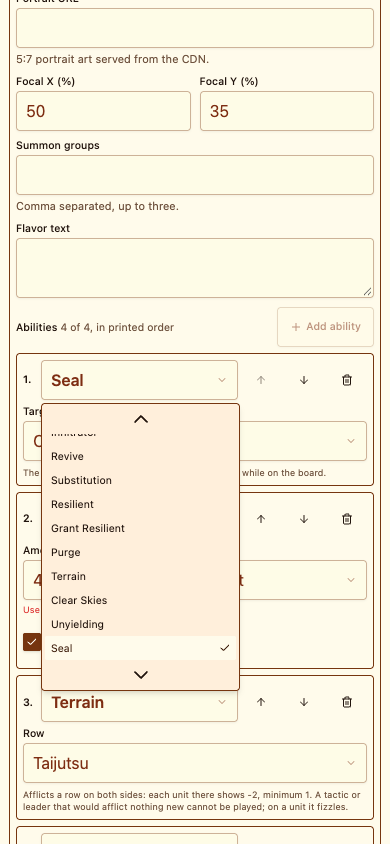 5:7 portrait art served from the CDN.
Focal X (%)
Focal Y (%)
50
35
Summon groups
Comma separated, up to three.
Flavor text
Abilities 4 of 4, in printed order
+ Add ability
1.
Seal
The
while on the board.
Revive
Substitution
Resilient
Grant Resilient
Purge
Terrain
Clear Skies
Unyielding
Seal
2.
4
t
Use
3.
Terrain
Row
Taijutsu
Afflicts a row on both sides: each unit there shows -2, minimum 1. A tactic or
leader that would afflict nothing new cannot be played; on a unit it fizzles.